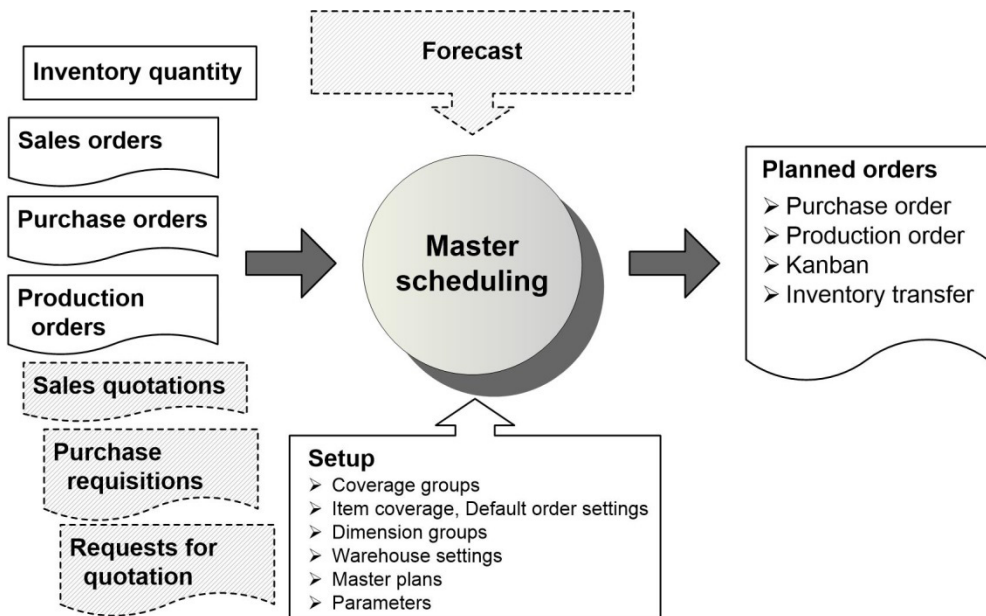 Inventory quantity
Sales orders
Purchase orders
Production
orders
Sales quotations
Purchase
requisitions
Requests for
quotation
Forecast
Master
scheduling
Setup
➢ Coverage groups
➢ Item coverage, Default order settings
➢ Dimension groups
➢ Warehouse settings
➢ Master plans
➢ Parameters
Planned orders
➢ Purchase order
➢ Production order
➢ Kanban
➢ Inventory transfer